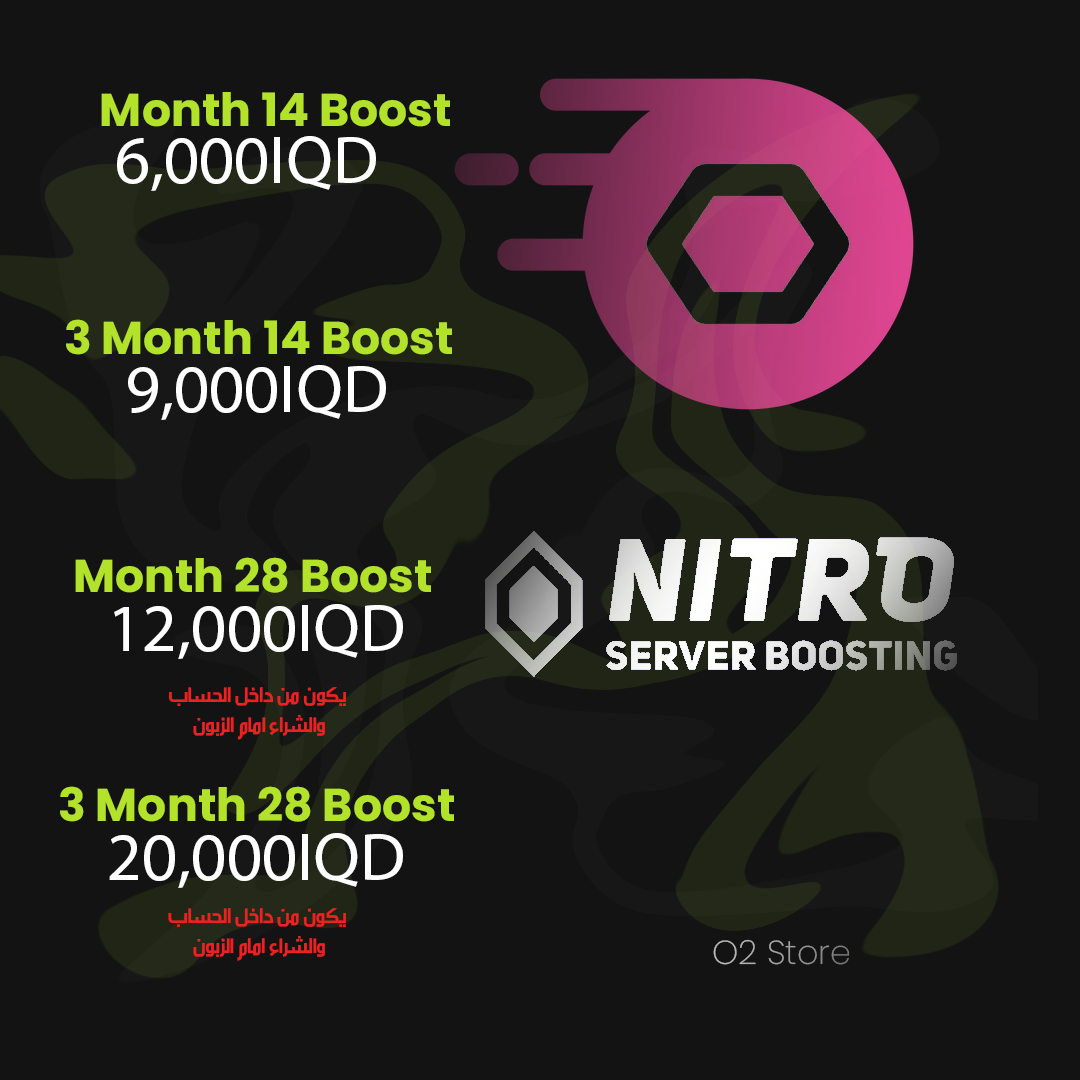 Month 14 Boost
6,000IQD
3 Month 14 Boost
9,000IQD
Month 28 Boost
12,000IQD
يكون من داخل الحساب
والشراء امام الزبون
3 Month 28 Boost
20,000IQD
يكون من داخل الحساب
والشراء امام الزبون
NITRO
SERVER BOOSTING
O2 Store